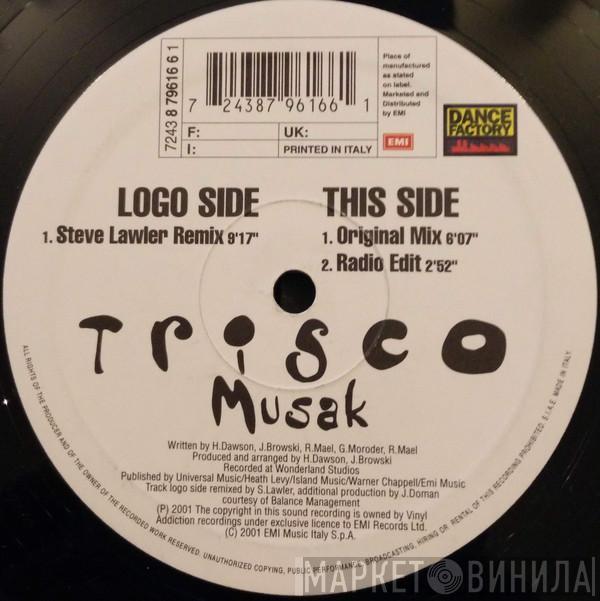 7243 8 79616 6 1
7 24387 96166 1
F:
UK:
I:
PRINTED IN ITALY
Place of
manufactured
as stated
on label.
Marketed and
Distributed
by EMI
EMI
DANCE
FACTORY
LOGO SIDE
1. Steve Lawler Remix 9'17"
THIS SIDE
1. Original Mix 6'07"
2. Radio Edit 2'52"
Trisco
Musak
Written by H.Dawson, J.Browski, R.Mael, G.Moroder, R.Mael
Produced and arranged by H.Dawson, J.Browski
Recorded at Wonderland Studios
Published by Universal Music/Heath Levy/Island Music/Warner Chappell/Emi Music
Track logo side remixed by S.Lawler, additional production by J.Doman
courtesy of Balance Management
(P) 2001 The copyright in this sound recording is owned by Vinyl
Addiction recordings under exclusive licence to EMI Records Ltd.
(C) 2001 EMI Music Italy S.p.A.
ALL RIGHTS OF THE PRODUCER AND OF THE OWNER OF THE RECORDED WORK RESERVED. UNAUTHORIZED COPYING, PUBLIC PERFORMANCE, BROADCASTING, HIRING OR RENTAL OF THIS RECORDING PROHIBITED. S.I.A.E. MADE IN ITALY.
МАРКЕТ ВИНИЛА